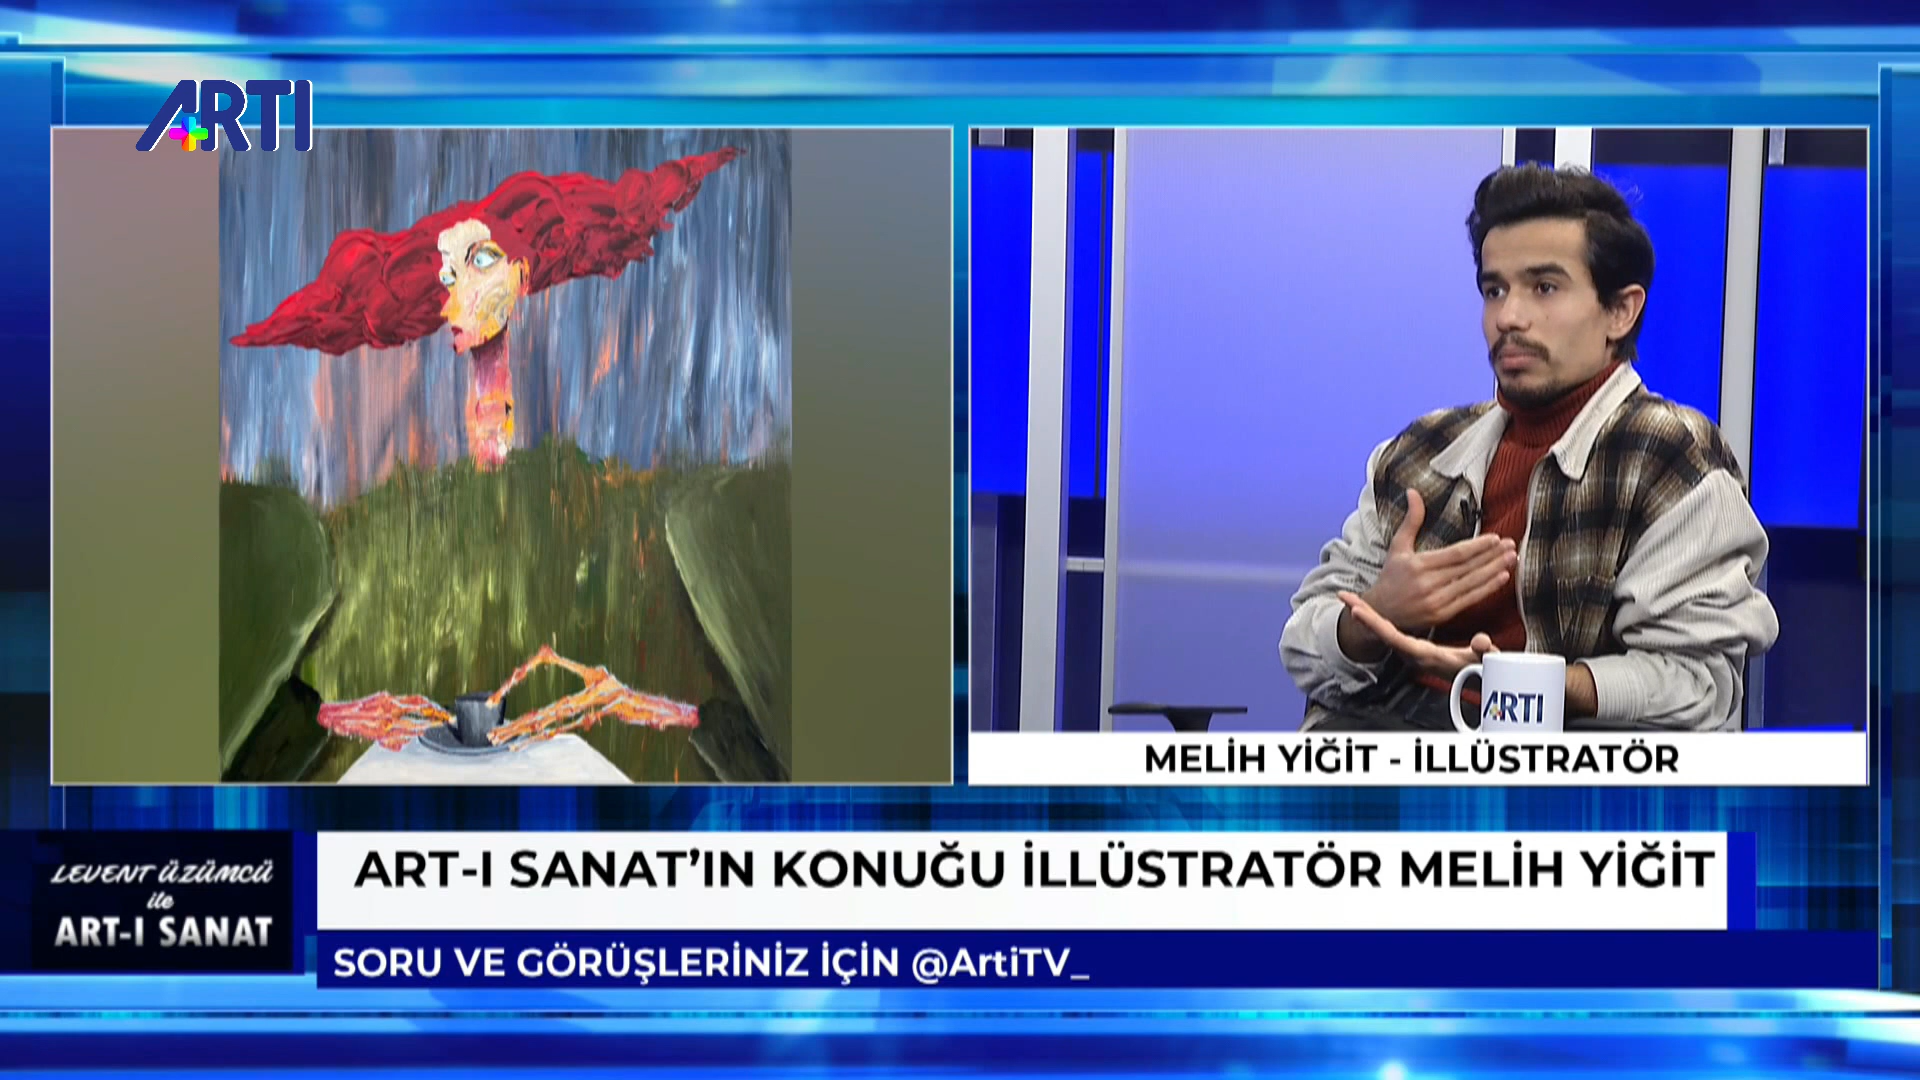 ARTI
ARTI
MELİH YİĞİT - İLLÜSTRATÖR
LEVENT ÜZÜMCÜ
ile
ART-I SANAT
ART-I SANAT’IN KONUĞU İLLÜSTRATÖR MELİH YİĞİT
SORU VE GÖRÜŞLERİNİZ İÇİN @ArtiTV_